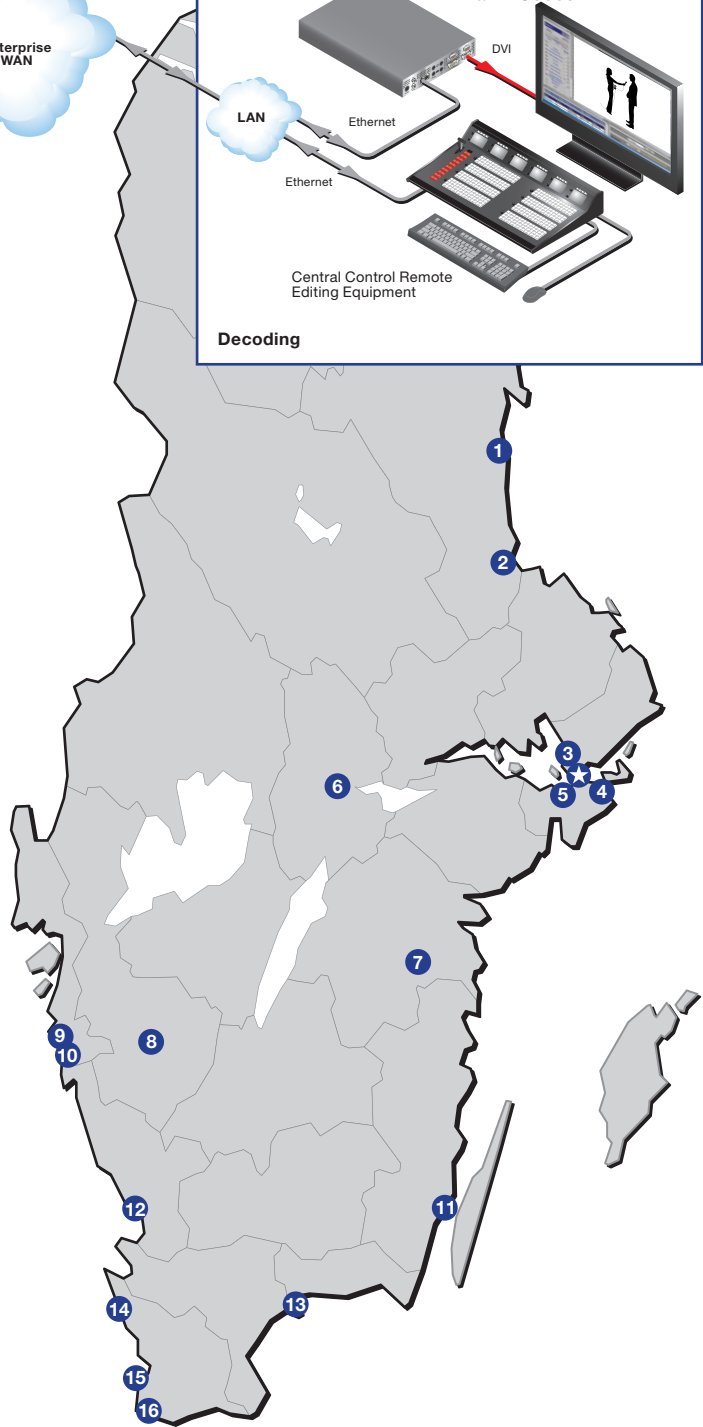 terprise
WAN
DVI
LAN
Ethernet
Ethernet
Central Control Remote
Editing Equipment
Decoding
1
2
3
4
5
6
7
8
9
10
11
12
13
14
15
16